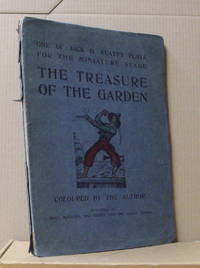 ONE OF JACK B. YEATS'S PLAYS
FOR THE MINIATURE STAGE
THE TREASURE
OF THE GARDEN
COLOURED BY THE AUTHOR